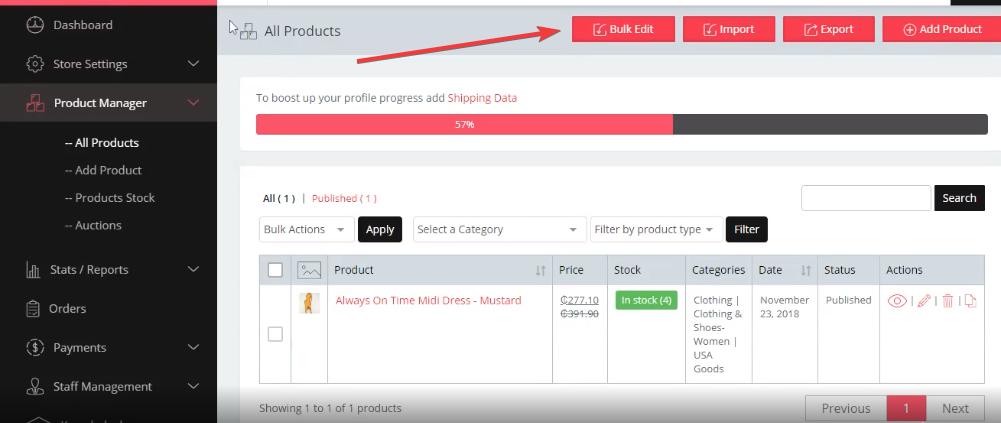 Dashboard
Store Settings
Product Manager
-- All Products
-- Add Product
-- Products Stock
-- Auctions
Stats / Reports
Orders
Payments
Staff Management
All Products
Bulk Edit
Import
Export
Add Product
To boost up your profile progress add Shipping Data
57%
All ( 1 ) | Published ( 1 )
Search
Bulk Actions
Apply
Select a Category
Filter by product type
Filter
Product Price Stock Categories Date Status Actions
Always On Time Midi Dress - Mustard
₵277.10
₵391.90
In stock (4)
Clothing |
Clothing &
Shoes-
Women |
USA
Goods
November
23, 2018
Published
Showing 1 to 1 of 1 products
Previous 1 Next